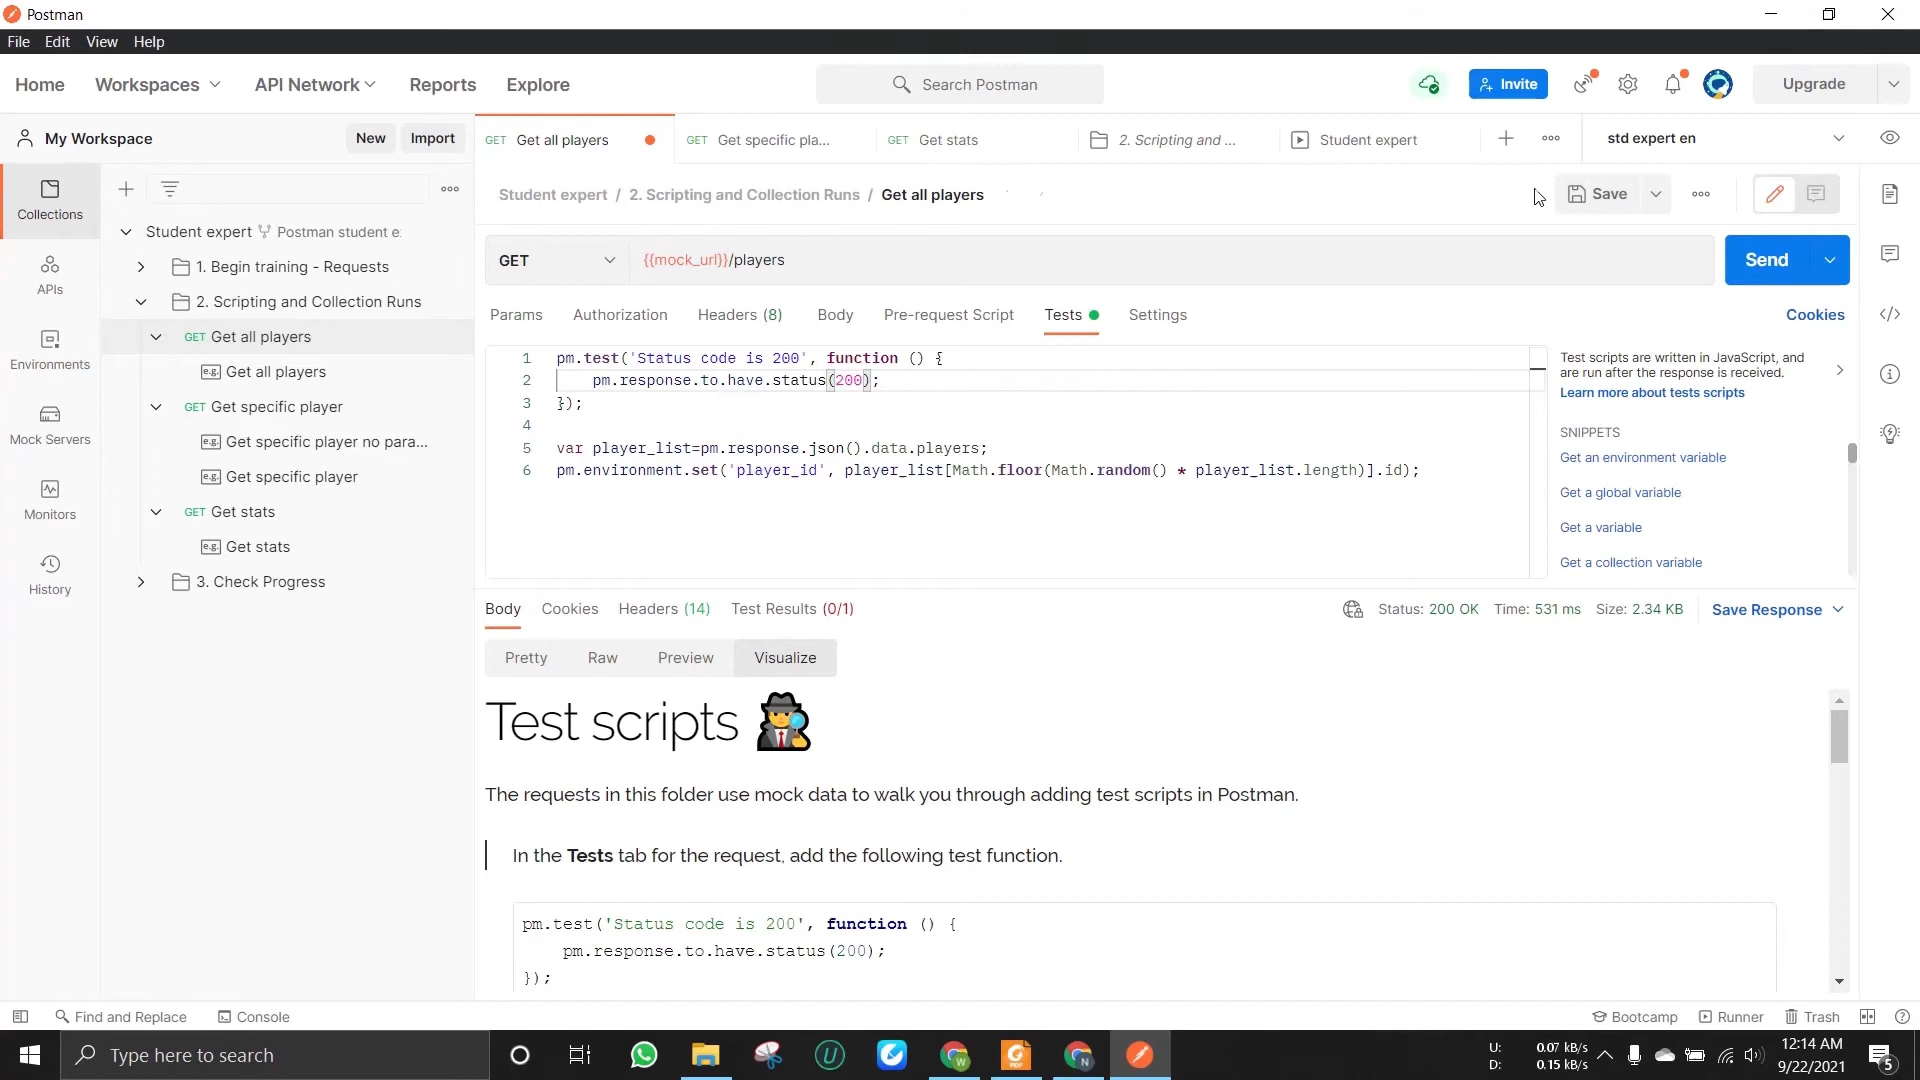 Postman
File Edit View Help
Home Workspaces API Network Reports Explore Search Postman Invite Upgrade
My Workspace New Import
GET Get all players GET Get specific pla... GET Get stats 2. Scripting and ... Student expert std expert en
Collections
APIs
Environments
Mock Servers
Monitors
History
Student expert Postman student e
1. Begin training - Requests
2. Scripting and Collection Runs
GET Get all players
e.g. Get all players
GET Get specific player
e.g. Get specific player no para...
e.g. Get specific player
GET Get stats
e.g. Get stats
3. Check Progress
Student expert / 2. Scripting and Collection Runs / Get all players Save
GET {{mock_url}}/players Send
Params Authorization Headers (8) Body Pre-request Script Tests Settings Cookies
1 pm.test('Status code is 200', function () {
2 pm.response.to.have.status(200);
3 });
4
5 var player_list=pm.response.json().data.players;
6 pm.environment.set('player_id', player_list[Math.floor(Math.random() * player_list.length)].id);
Test scripts are written in JavaScript, and
are run after the response is received.
Learn more about tests scripts
SNIPPETS
Get an environment variable
Get a global variable
Get a variable
Get a collection variable
Body Cookies Headers (14) Test Results (0/1) Status: 200 OK Time: 531 ms Size: 2.34 KB Save Response
Pretty Raw Preview Visualize
Test scripts
The requests in this folder use mock data to walk you through adding test scripts in Postman.
In the Tests tab for the request, add the following test function.
pm.test('Status code is 200', function () {
pm.response.to.have.status(200);
});
Find and Replace Console Bootcamp Runner Trash
Type here to search
U: 0.07 kB/s
D: 0.15 kB/s
12:14 AM
9/22/2021
5